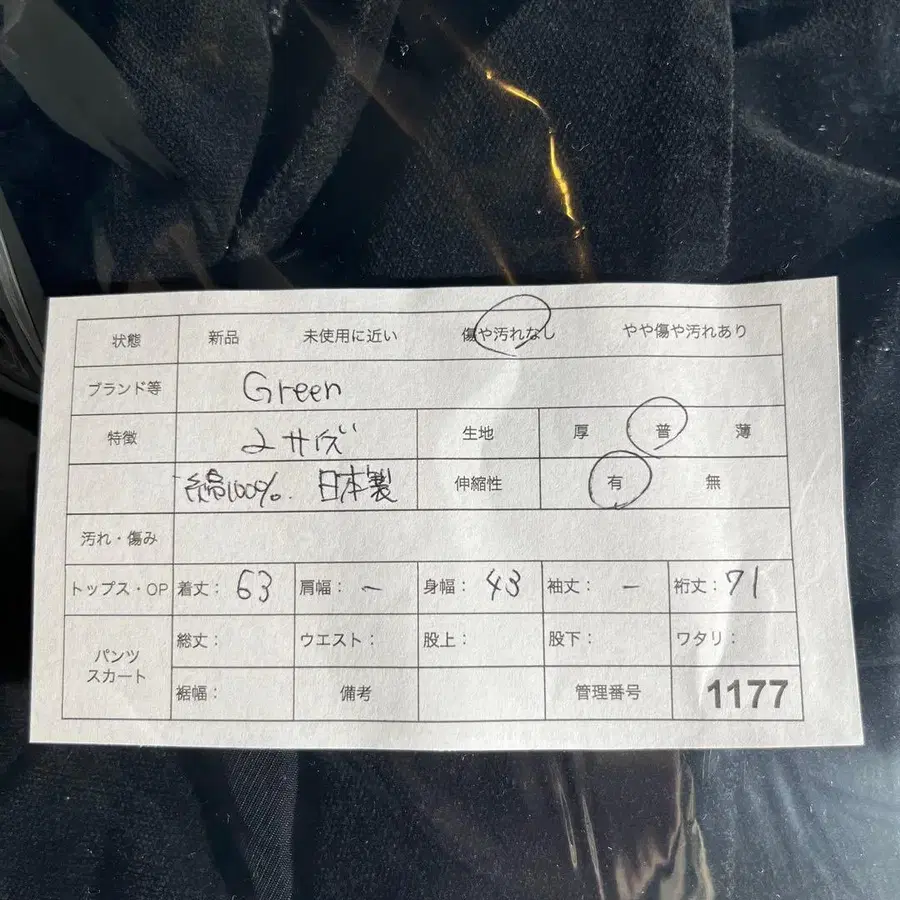 状態 新品 未使用に近い 傷や汚れなし やや傷や汚れあり
ブランド等 Green
特徴 2サイズ 生地 厚 普 薄
綿100%. 日本製 伸縮性 有 無
汚れ・傷み
トップス・OP 着丈: 63 肩幅: ー 身幅: 43 袖丈: ー 裄丈: 71
パンツ スカート 総丈: ウエスト: 股上: 股下: ワタリ:
裾幅: 備考 管理番号 1177